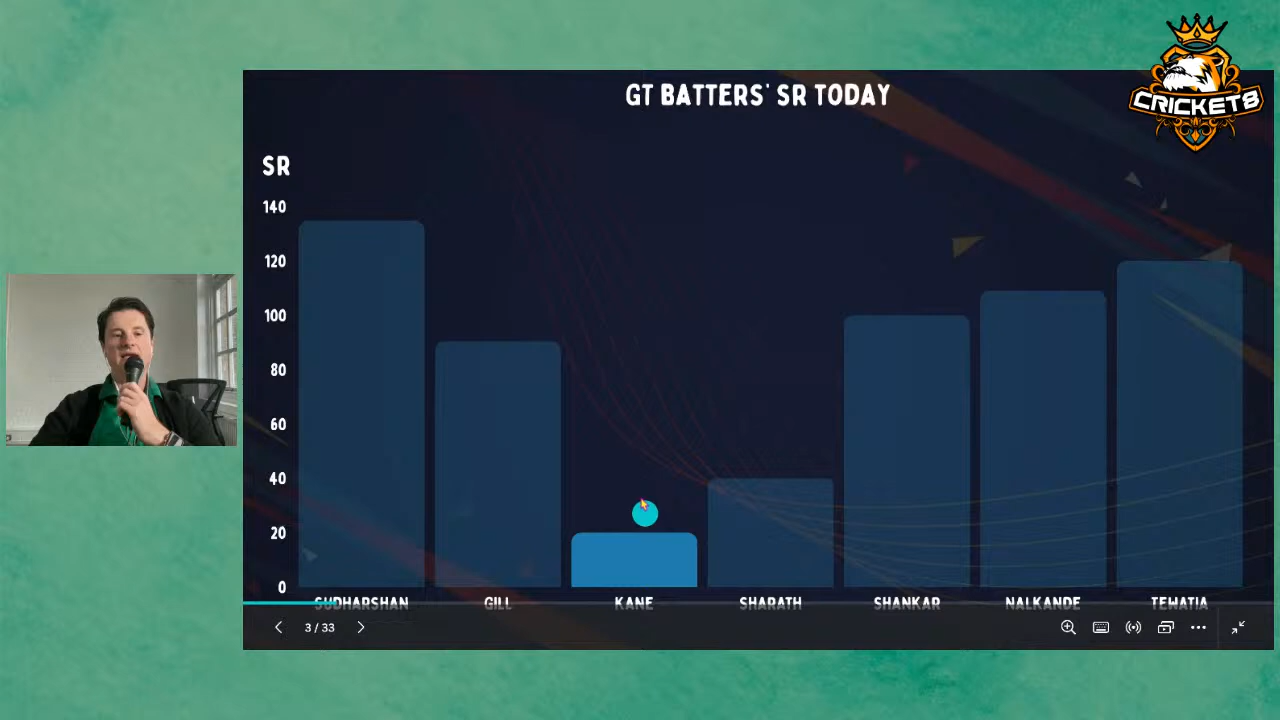 CRICKET8
GT BATTERS' SR TODAY
SR
140
120
100
80
60
40
20
0
SUDHARSHAN GILL KANE SHARATH SHANKAR NALKANDE TEWATIA
3 / 33